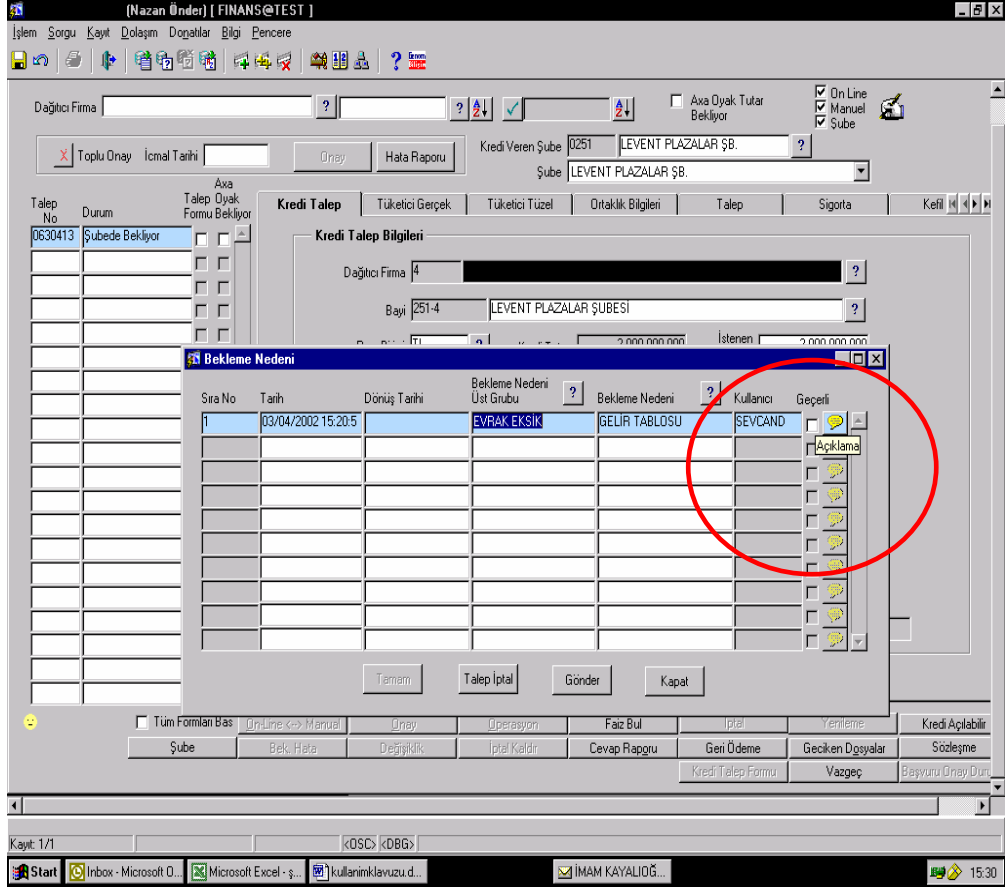 (Nazan Önder) [ FINANS@TEST ]
İşlem Sorgu Kayıt Dolaşım Donatılar Bilgi Pencere
Dağıtıcı Firma ? ?
Axa Oyak Tutar
Bekliyor
On Line
Manuel
Şube
Toplu Onay İcmal Tarihi Onay Hata Raporu
Kredi Veren Şube 0251 LEVENT PLAZALAR ŞB. ?
Şube LEVENT PLAZALAR ŞB.
Talep
No
Durum
Talep
Formu
Axa
Oyak
Bekliyor
Kredi Talep Tüketici Gerçek Tüketici Tüzel Ortaklık Bilgileri Talep Sigorta Kefil
0630413 Şubede Bekliyor
Kredi Talep Bilgileri
Dağıtıcı Firma 4 ?
Bayi 251-4 LEVENT PLAZALAR ŞUBESİ ?
TL ? 2.000.000.000 İstenen 2.000.000.000
Bekleme Nedeni
Sıra No Tarih Dönüş Tarihi
Bekleme Nedeni
Üst Grubu
? Bekleme Nedeni ? Kullanıcı Geçerli
1 03/04/2002 15:20:5 EVRAK EKSİK GELİR TABLOSU SEVCAND
Açıklama
Tamam Talep İptal Gönder Kapat
Tüm Formları Bas On-Line <--> Manual Onay Operasyon Faiz Bul İptal Yenileme Kredi Açılabilir
Şube Bek. Hata Değişiklik İptal Kaldır Cevap Raporu Geri Ödeme Geciken Dosyalar Sözleşme
Kredi Talep Formu Vazgeç Başvuru Onay Duru
Kayıt: 1/1 <OSC> <DBG>
Start Inbox - Microsoft O... Microsoft Excel - ş... kullanimklavuzu.d... İMAM KAYALIOĞ... 15:30